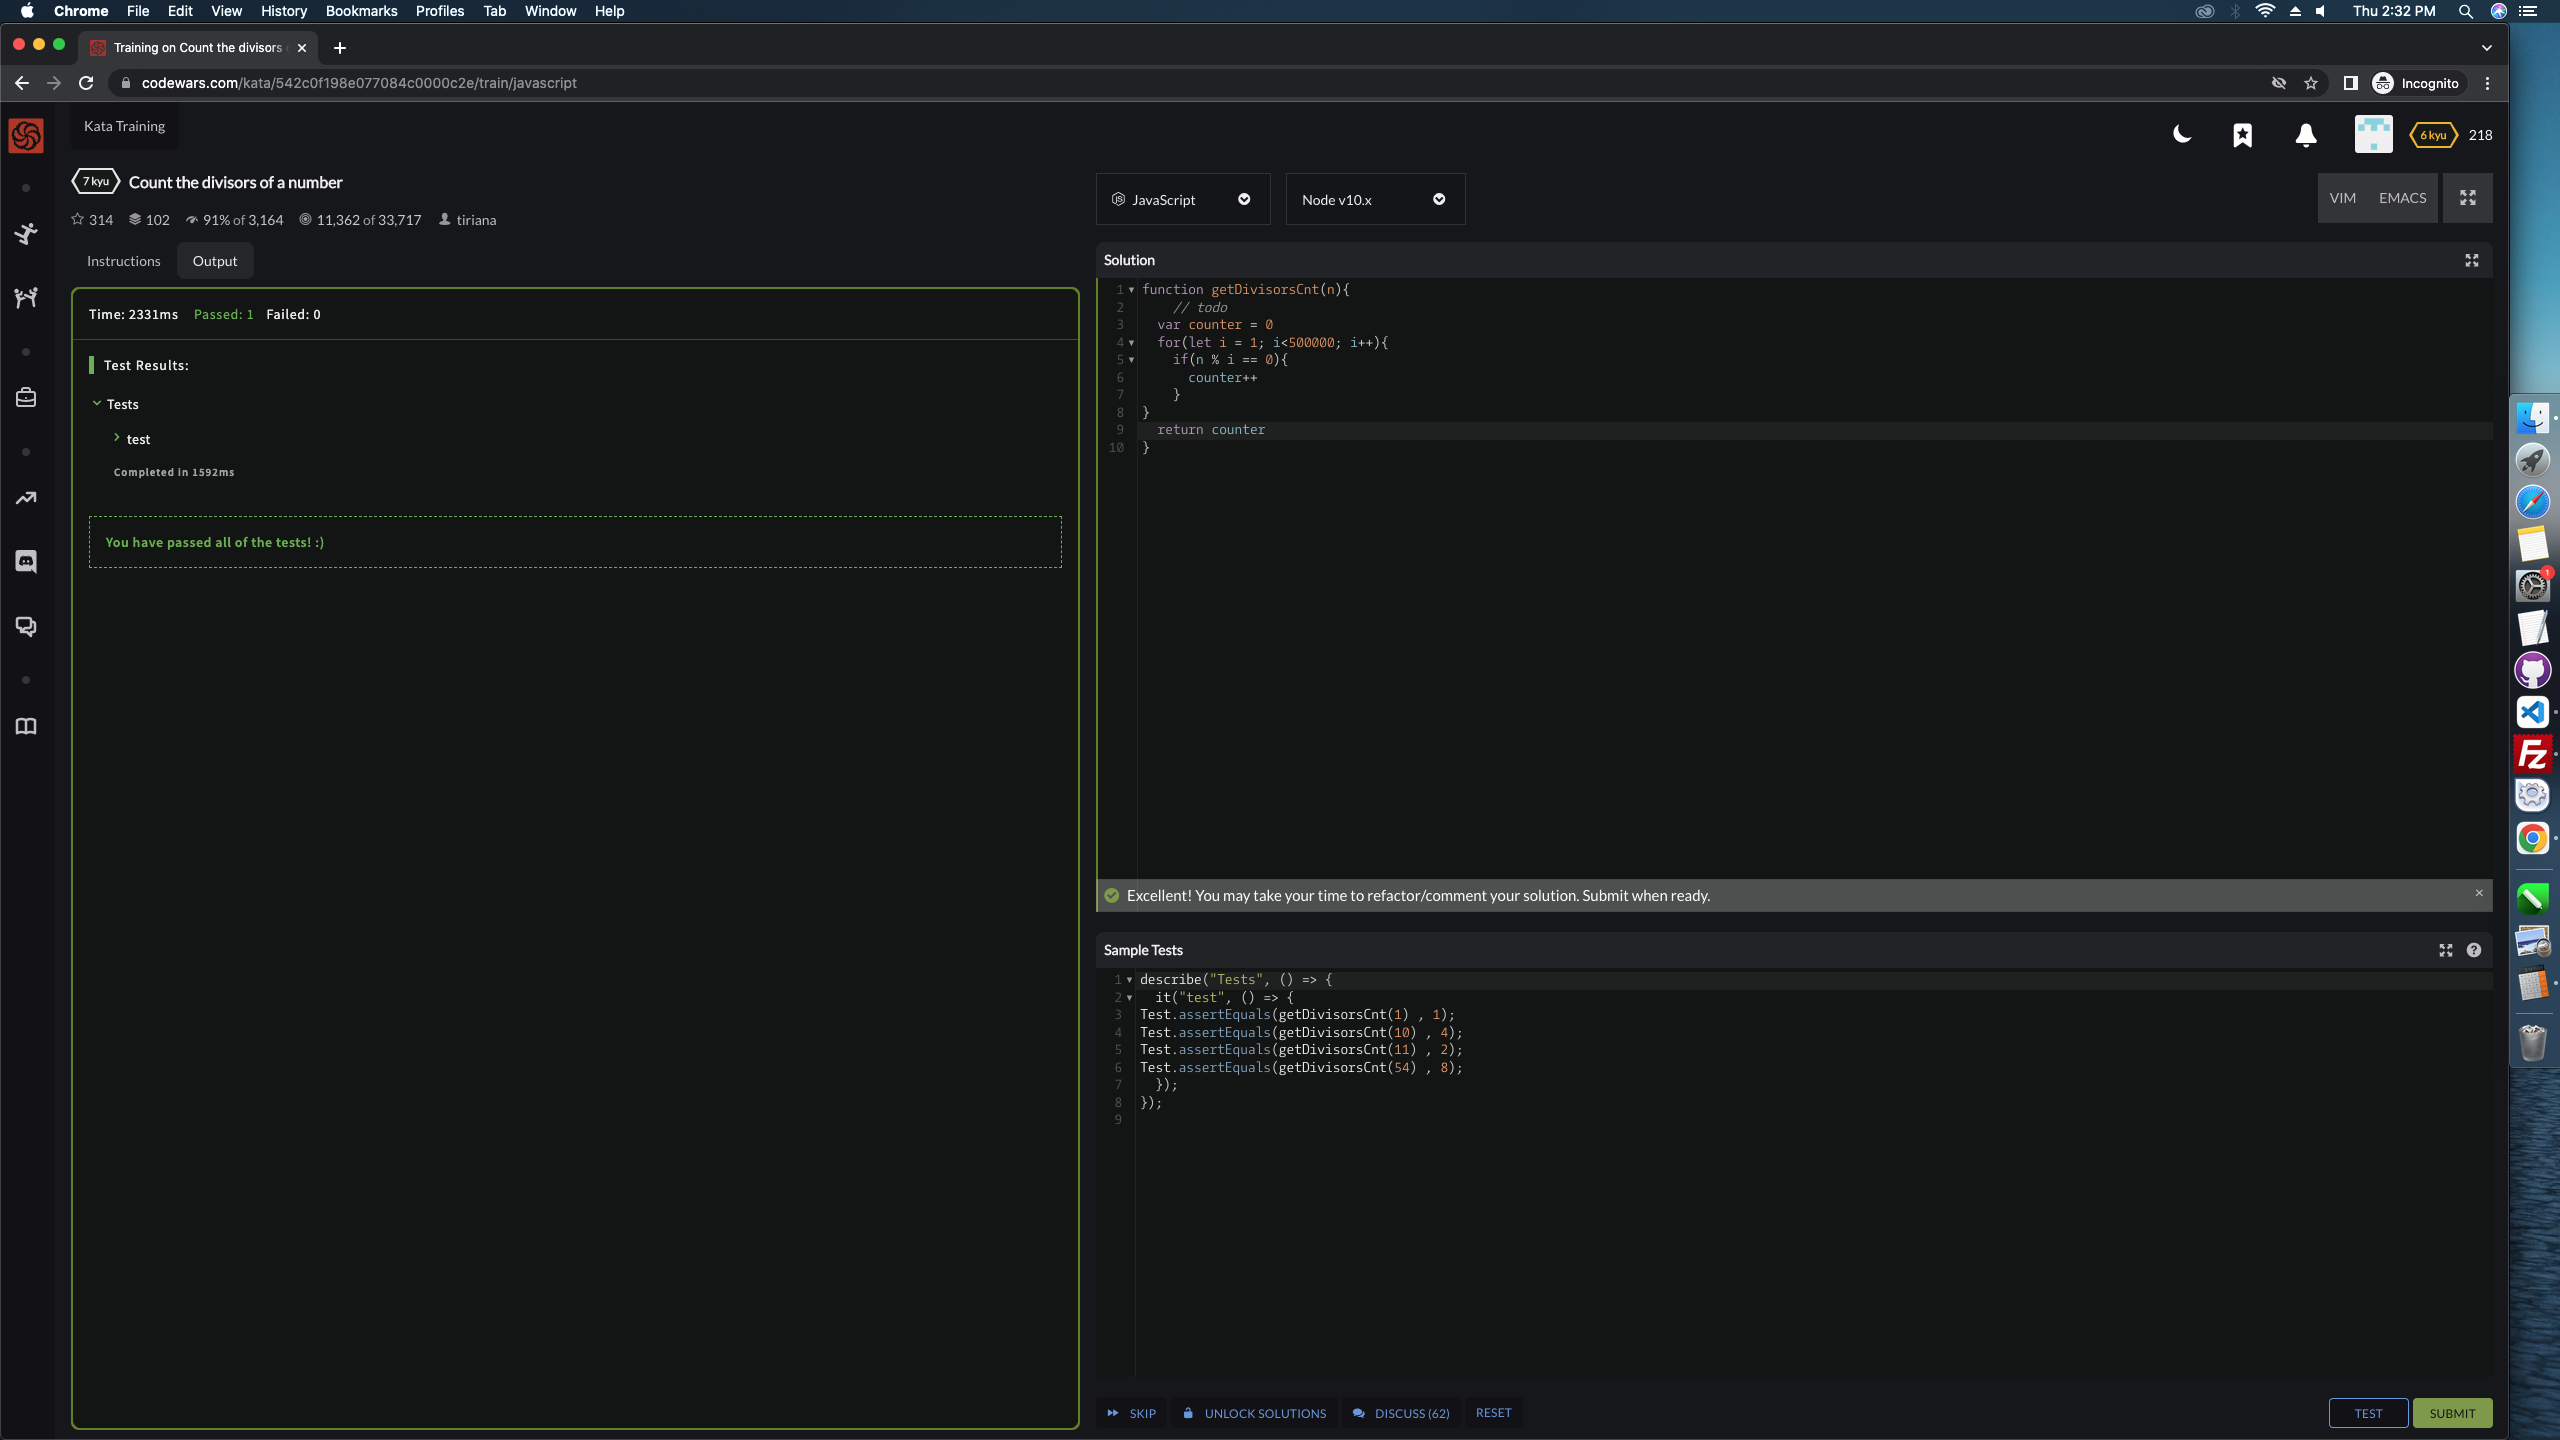 Chrome File Edit View History Bookmarks Profiles Tab Window Help
Thu 2:32 PM
Training on Count the divisors
codewars.com/kata/542c0f198e077084c0000c2e/train/javascript
Incognito
Kata Training
6 kyu 218
7 kyu Count the divisors of a number
314 102 91% of 3,164 11,362 of 33,717 tiriana
JavaScript
Node v10.x
VIM EMACS
Instructions Output
Time: 2331ms Passed: 1 Failed: 0
Test Results:
Tests
test
Completed in 1592ms
You have passed all of the tests! :)
Solution
1 function getDivisorsCnt(n){
2 // todo
3 var counter = 0
4 for(let i = 1; i<500000; i++){
5 if(n % i == 0){
6 counter++
7 }
8 }
9 return counter
10 }
Excellent! You may take your time to refactor/comment your solution. Submit when ready.
Sample Tests
1 describe("Tests", () => {
2 it("test", () => {
3 Test.assertEquals(getDivisorsCnt(1) , 1);
4 Test.assertEquals(getDivisorsCnt(10) , 4);
5 Test.assertEquals(getDivisorsCnt(11) , 2);
6 Test.assertEquals(getDivisorsCnt(54) , 8);
7 });
8 });
9
SKIP UNLOCK SOLUTIONS DISCUSS (62) RESET
TEST SUBMIT
1
Fz